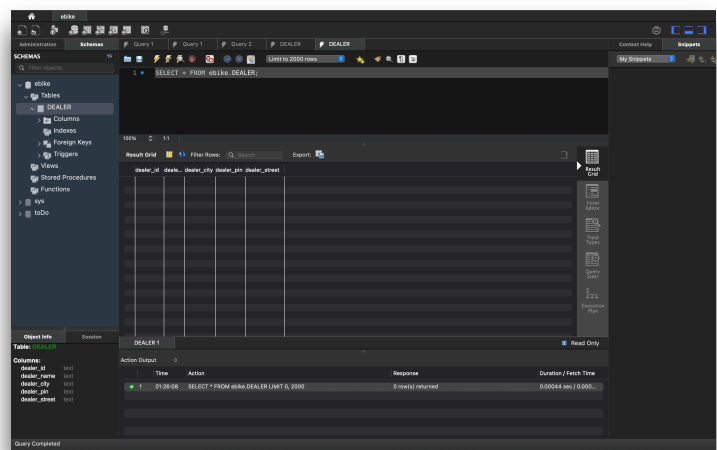 ebike
Administration Schemas Query 1 Query 1 Query 2 DEALER DEALER Context Help Snippets
SCHEMAS
Filter objects
Limit to 2000 rows
My Snippets
1 SELECT * FROM ebike.DEALER;
ebike
Tables
DEALER
Columns
Indexes
Foreign Keys
Triggers
Views
Stored Procedures
Functions
sys
toDo
100% 1:1
Result Grid Filter Rows: Search Export:
dealer_id deale... dealer_city dealer_pin dealer_street
Result
Grid
Form
Editor
Field
Types
Query
Stats
Execution
Plan
Object Info Session
Table: DEALER
Columns:
dealer_id text
dealer_name text
dealer_city text
dealer_pin text
dealer_street text
DEALER 1
Read Only
Action Output
Time Action Response Duration / Fetch Time
1 01:26:08 SELECT * FROM ebike.DEALER LIMIT 0, 2000 0 row(s) returned 0.00044 sec / 0.000...
Query Completed